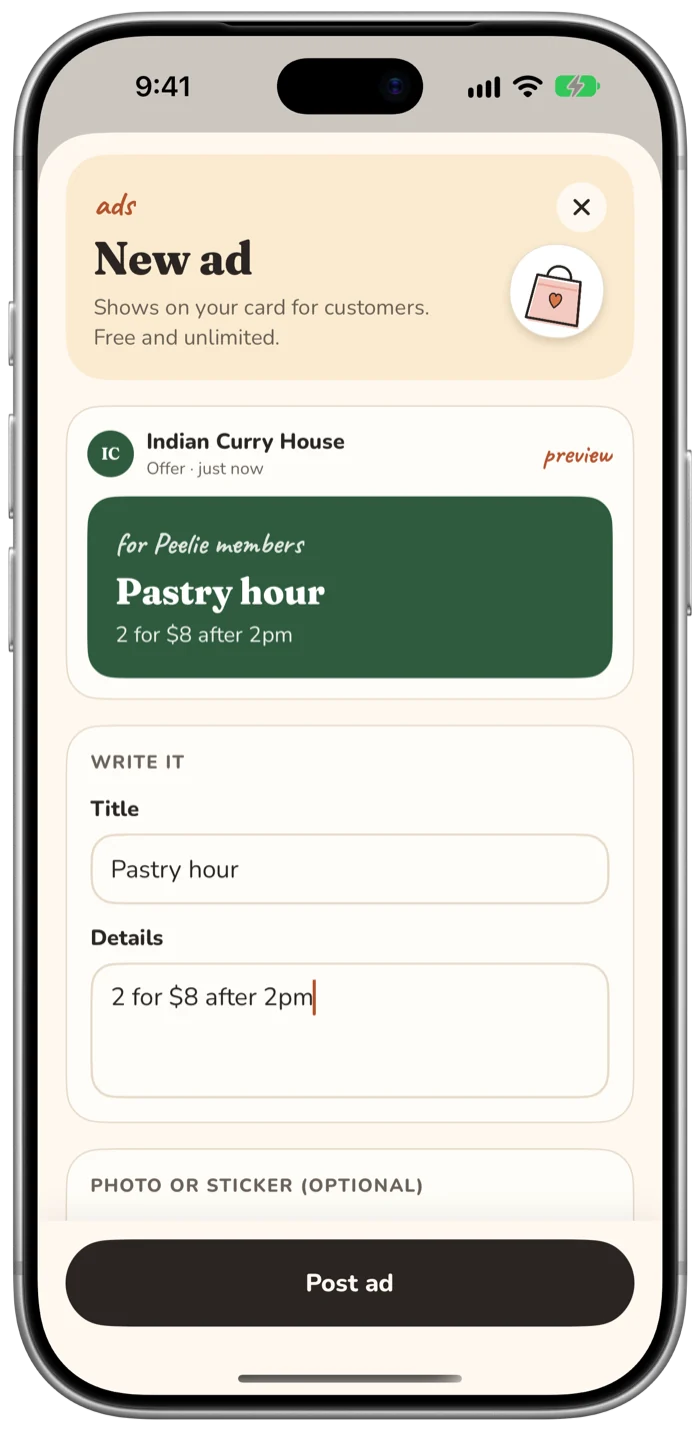 9:41
ads
New ad
Shows on your card for customers.
Free and unlimited.
IC
Indian Curry House
Offer · just now
preview
for Peelie members
Pastry hour
2 for $8 after 2pm
WRITE IT
Title
Pastry hour
Details
2 for $8 after 2pm
PHOTO OR STICKER (OPTIONAL)
Post ad